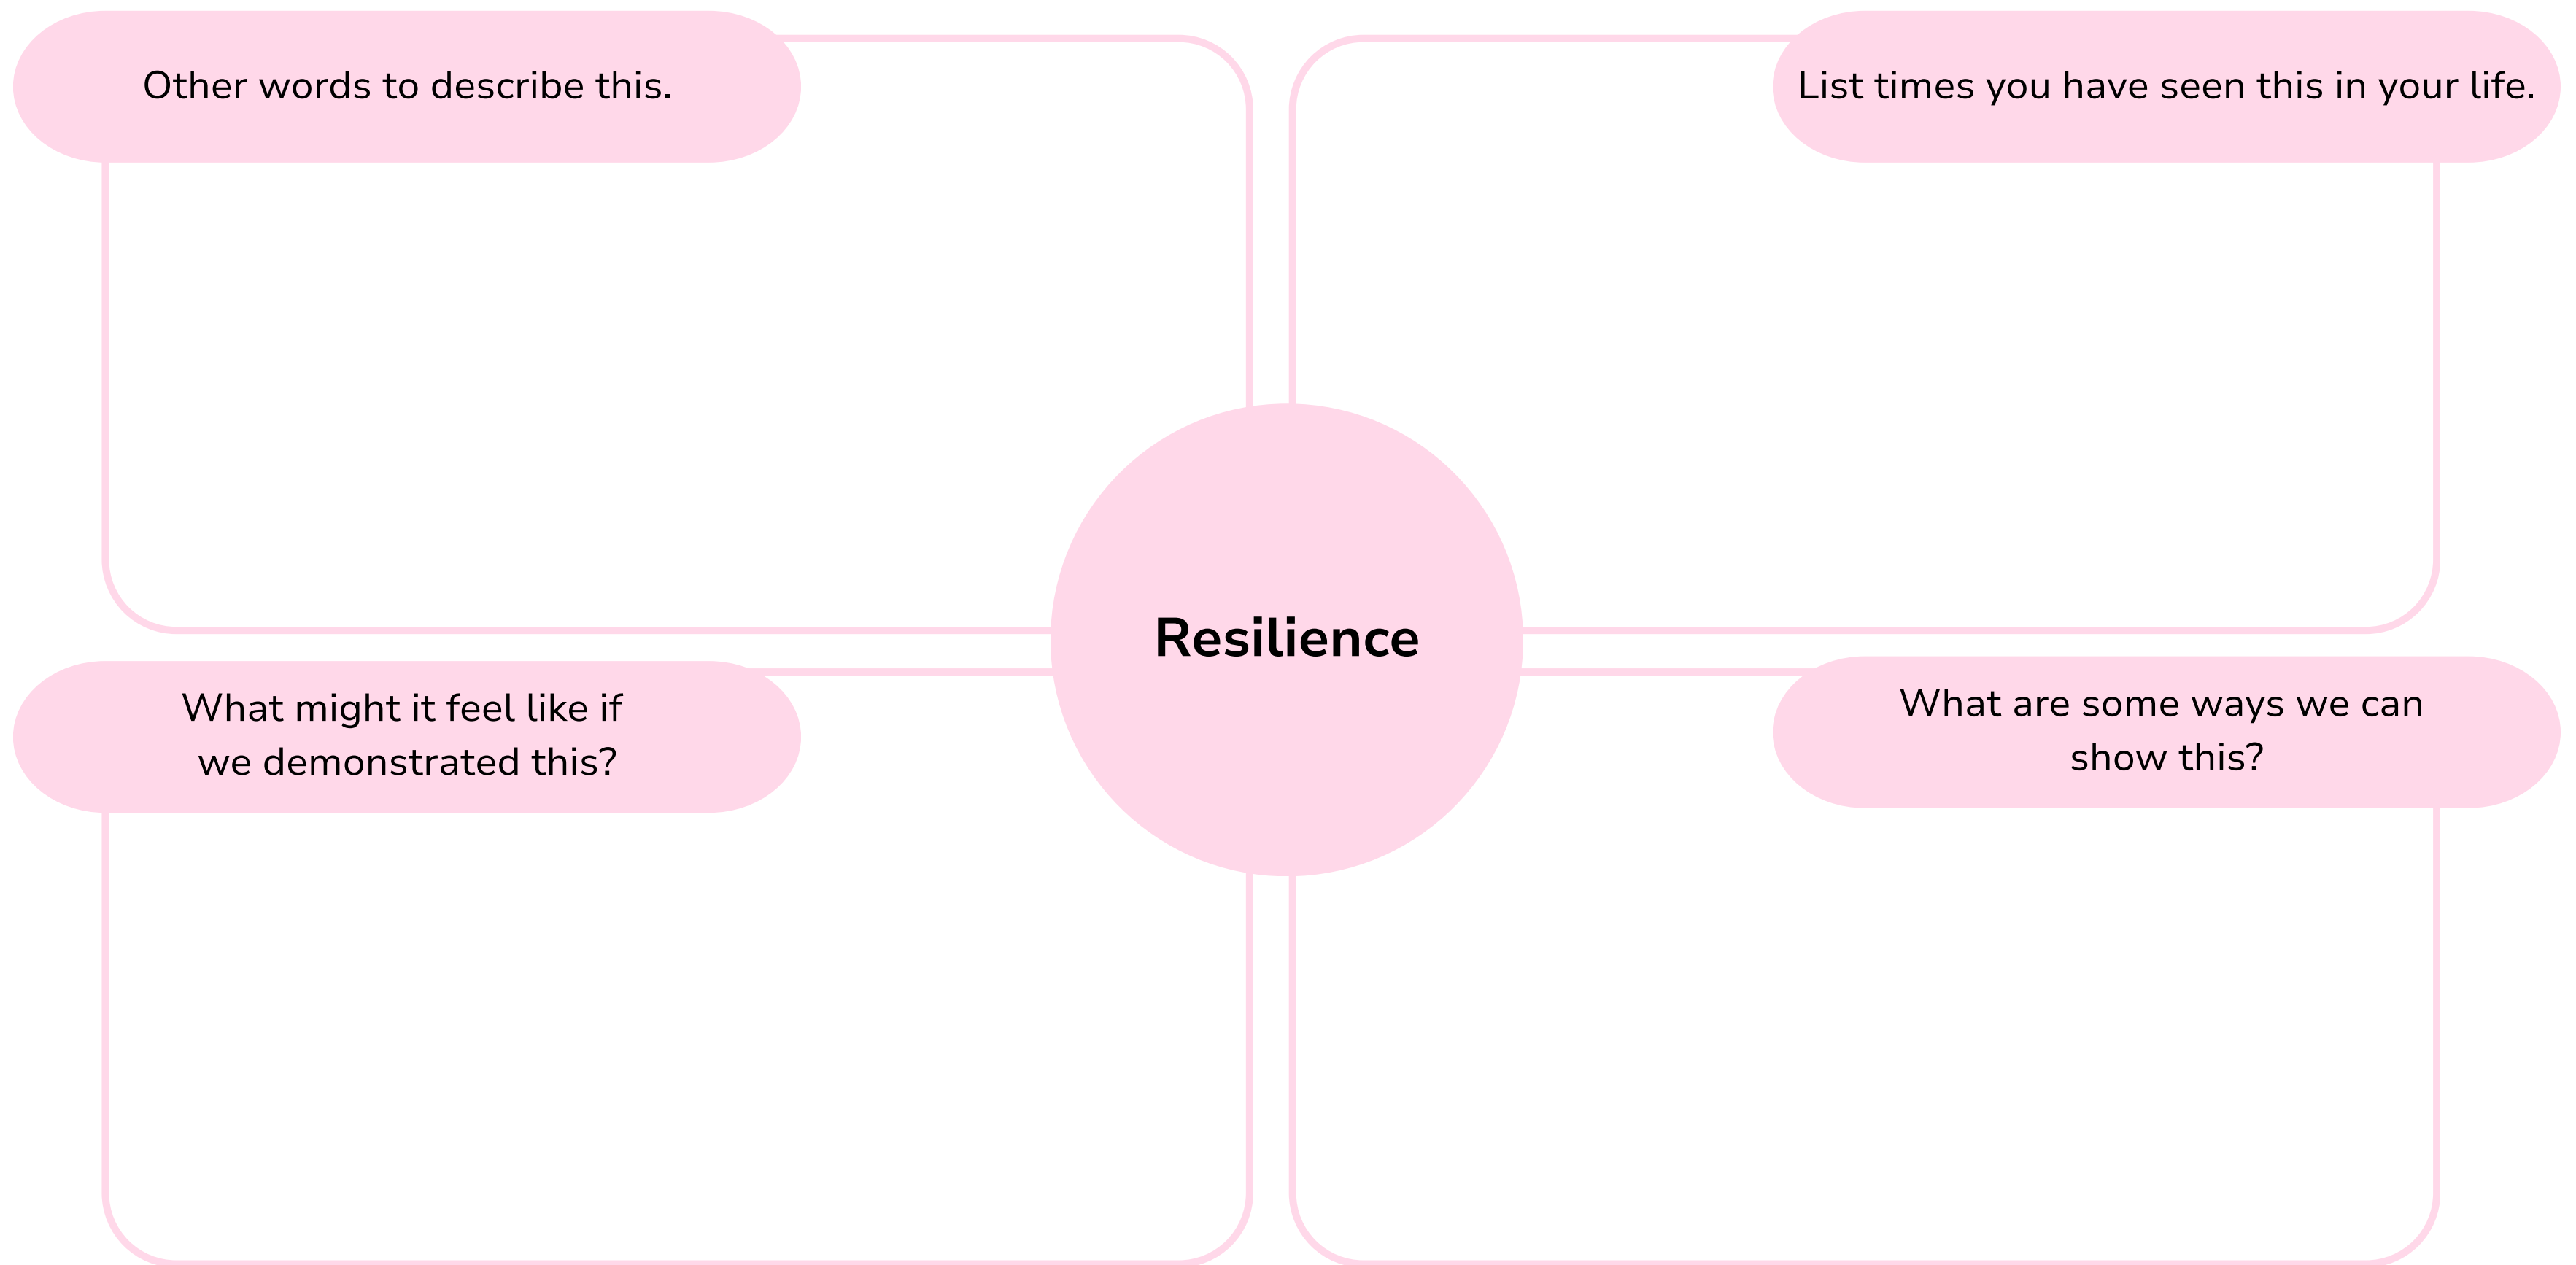 Other words to describe this.
List times you have seen this in your life.
Resilience
What might it feel like if
we demonstrated this?
What are some ways we can
show this?